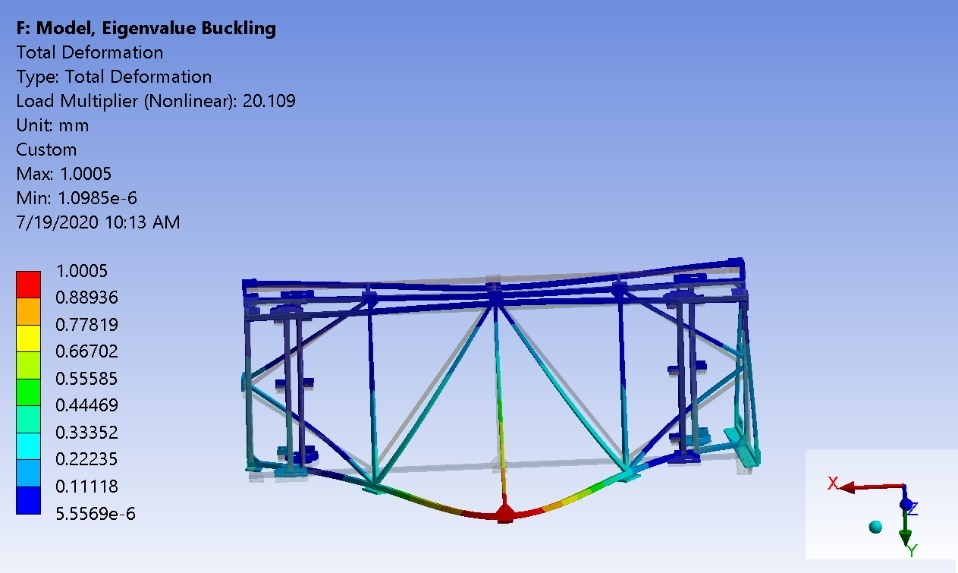 F: Model, Eigenvalue Buckling
Total Deformation
Type: Total Deformation
Load Multiplier (Nonlinear): 20.109
Unit: mm
Custom
Max: 1.0005
Min: 1.0985e-6
7/19/2020 10:13 AM
1.0005
0.88936
0.77819
0.66702
0.55585
0.44469
0.33352
0.22235
0.11118
5.5569e-6
X
Z
Y